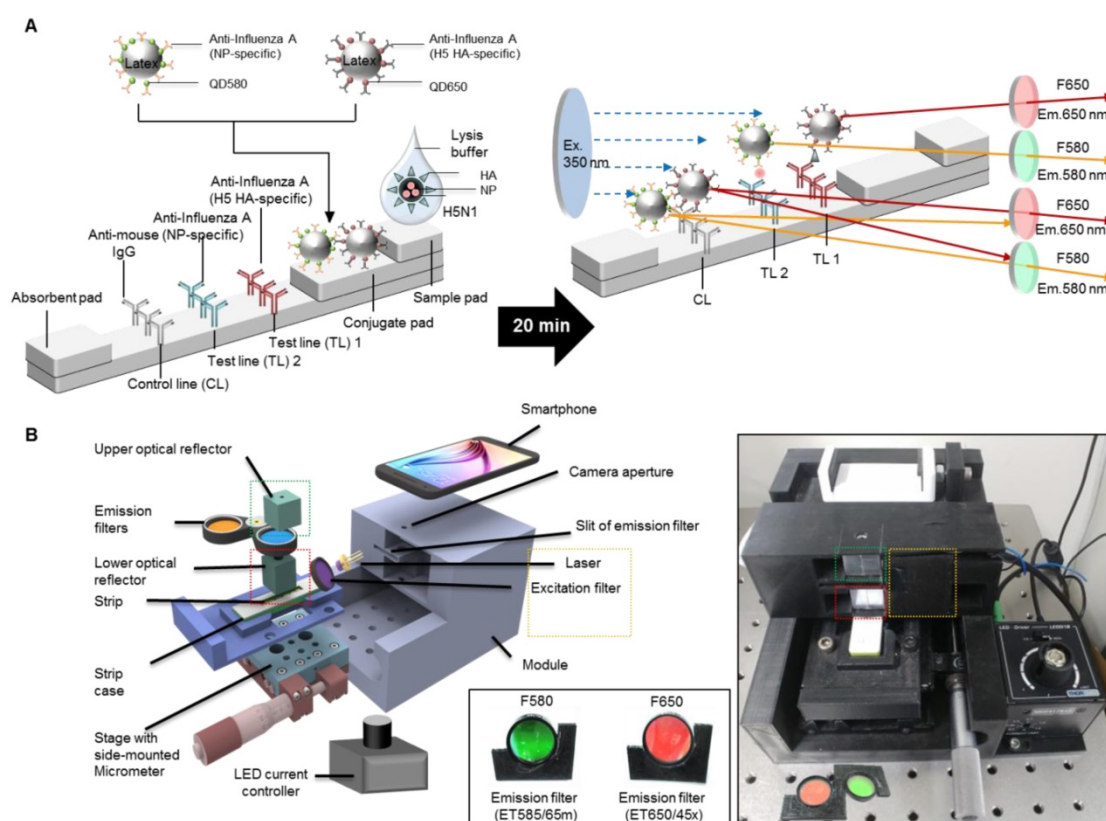 A
Latex
Anti-Influenza A
(NP-specific)
QD580
Latex
Anti-Influenza A
(H5 HA-specific)
QD650
Lysis
buffer
HA
NP
H5N1
Anti-Influenza A
(H5 HA-specific)
Anti-Influenza A
(NP-specific)
Anti-mouse
IgG
Absorbent pad
Sample pad
Conjugate pad
Test line (TL) 1
Test line (TL) 2
Control line (CL)
20 min
Ex.
350 nm
F650
Em.650 nm
F580
Em.580 nm
F650
Em.650 nm
F580
Em.580 nm
TL 1
TL 2
CL
B
Smartphone
Upper optical reflector
Camera aperture
Emission
filters
Slit of emission filter
Lower optical
reflector
Laser
Excitation filter
Strip
Module
Strip
case
Stage with
side-mounted
Micrometer
LED current
controller
F580
F650
Emission filter
(ET585/65m)
Emission filter
(ET650/45x)
LED - Driver